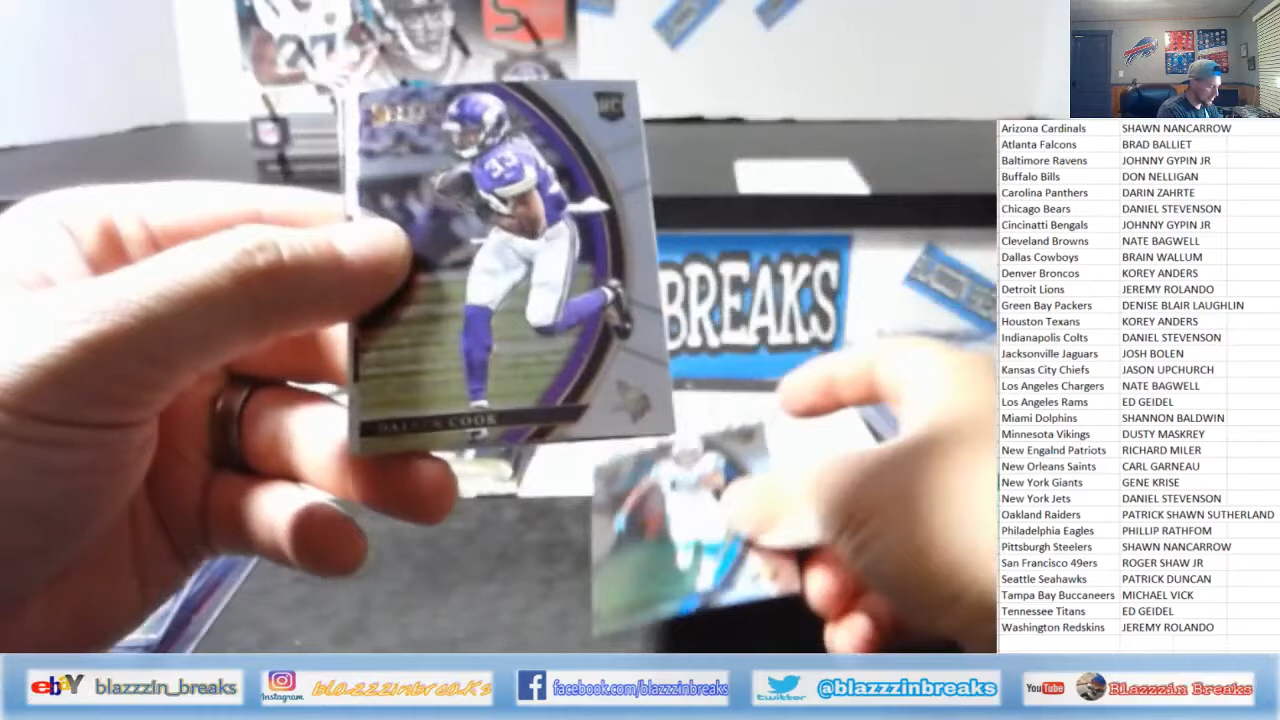 RC
33
DALVIN COOK
BREAKS
Arizona Cardinals SHAWN NANCARROW
Atlanta Falcons BRAD BALLIET
Baltimore Ravens JOHNNY GYPIN JR
Buffalo Bills DON NELLIGAN
Carolina Panthers DARIN ZAHRTE
Chicago Bears DANIEL STEVENSON
Cincinatti Bengals JOHNNY GYPIN JR
Cleveland Browns NATE BAGWELL
Dallas Cowboys BRAIN WALLUM
Denver Broncos KOREY ANDERS
Detroit Lions JEREMY ROLANDO
Green Bay Packers DENISE BLAIR LAUGHLIN
Houston Texans KOREY ANDERS
Indianapolis Colts DANIEL STEVENSON
Jacksonville Jaguars JOSH BOLEN
Kansas City Chiefs JASON UPCHURCH
Los Angeles Chargers NATE BAGWELL
Los Angeles Rams ED GEIDEL
Miami Dolphins SHANNON BALDWIN
Minnesota Vikings DUSTY MASKREY
New Engalnd Patriots RICHARD MILER
New Orleans Saints CARL GARNEAU
New York Giants GENE KRISE
New York Jets DANIEL STEVENSON
Oakland Raiders PATRICK SHAWN SUTHERLAND
Philadelphia Eagles PHILLIP RATHFOM
Pittsburgh Steelers SHAWN NANCARROW
San Francisco 49ers ROGER SHAW JR
Seattle Seahawks PATRICK DUNCAN
Tampa Bay Buccaneers MICHAEL VICK
Tennessee Titans ED GEIDEL
Washington Redskins JEREMY ROLANDO
ebay blazzzin_breaks
Instagram blazzzinbreaks
facebook.com/blazzzinbreaks
twitter @blazzzinbreaks
YouTube Blazzzin Breaks